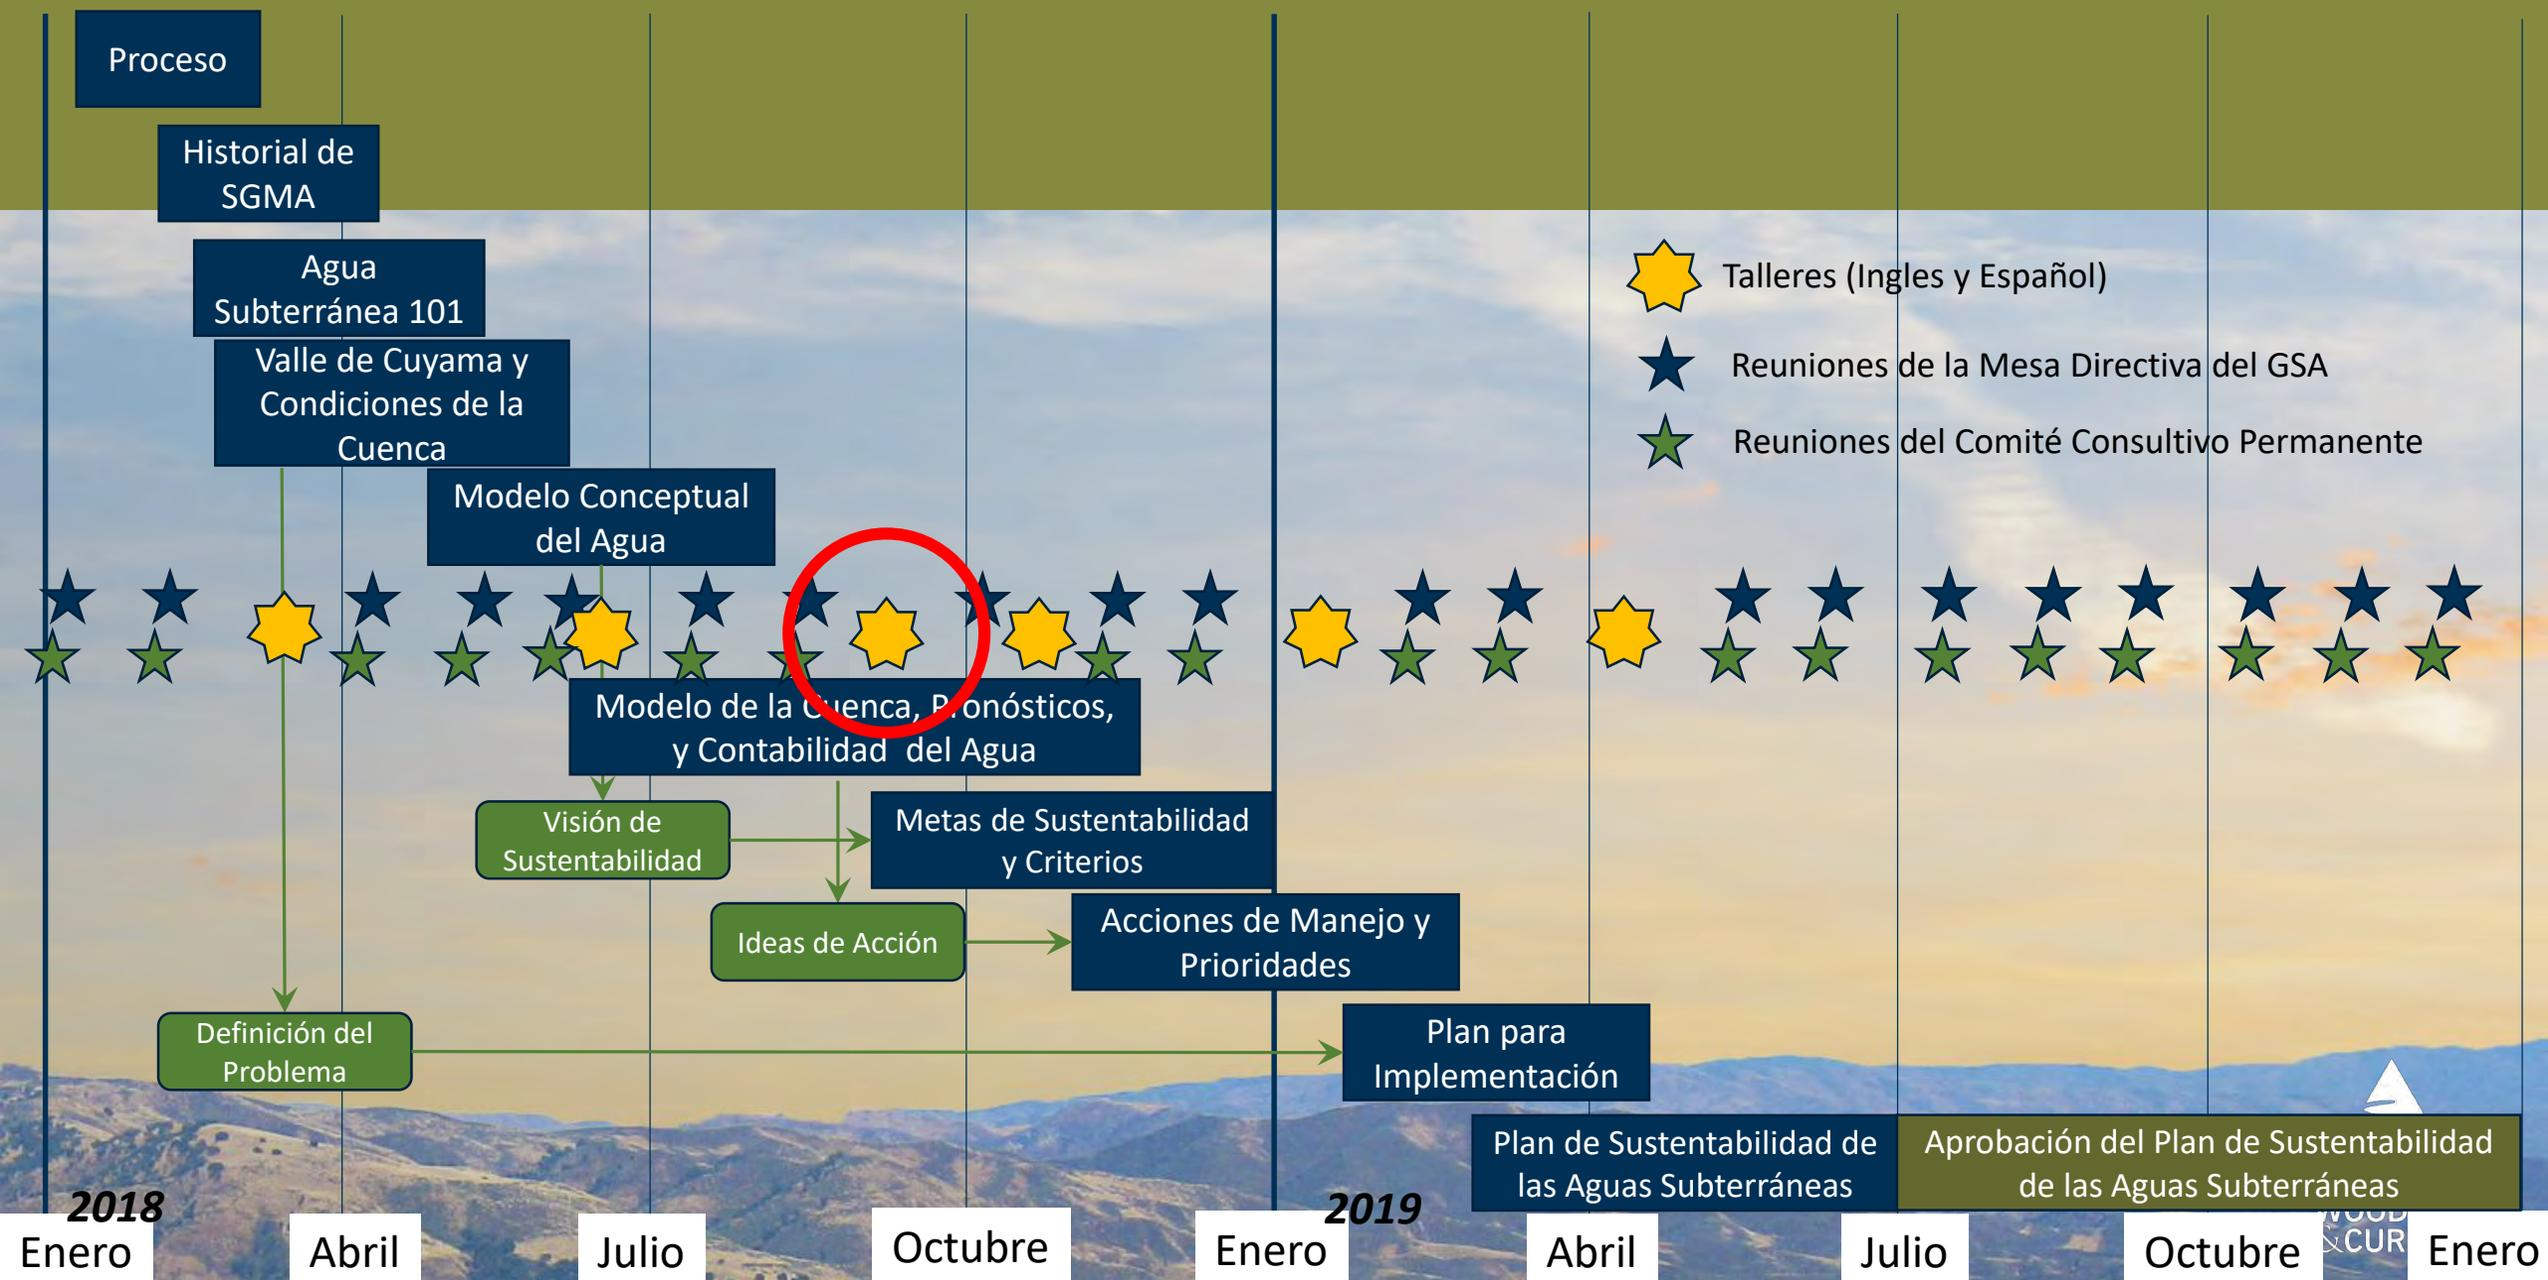 Proceso
Historial de
SGMA
Agua
Subterránea 101
Valle de Cuyama y
Condiciones de la
Cuenca
Modelo Conceptual
del Agua
Talleres (Ingles y Español)
Reuniones de la Mesa Directiva del GSA
Reuniones del Comité Consultivo Permanente
Modelo de la Cuenca, Pronósticos,
y Contabilidad del Agua
Visión de
Sustentabilidad
Metas de Sustentabilidad
y Criterios
Ideas de Acción
Acciones de Manejo y
Prioridades
Definición del
Problema
Plan para
Implementación
Plan de Sustentabilidad de
las Aguas Subterráneas
Aprobación del Plan de Sustentabilidad
de las Aguas Subterráneas
2018
2019
Enero
Abril
Julio
Octubre
Enero
Abril
Julio
Octubre
Enero